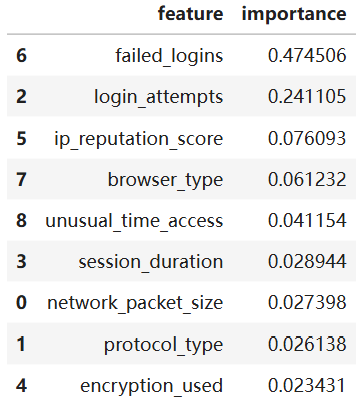 feature importance
6 failed_logins 0.474506
2 login_attempts 0.241105
5 ip_reputation_score 0.076093
7 browser_type 0.061232
8 unusual_time_access 0.041154
3 session_duration 0.028944
0 network_packet_size 0.027398
1 protocol_type 0.026138
4 encryption_used 0.023431